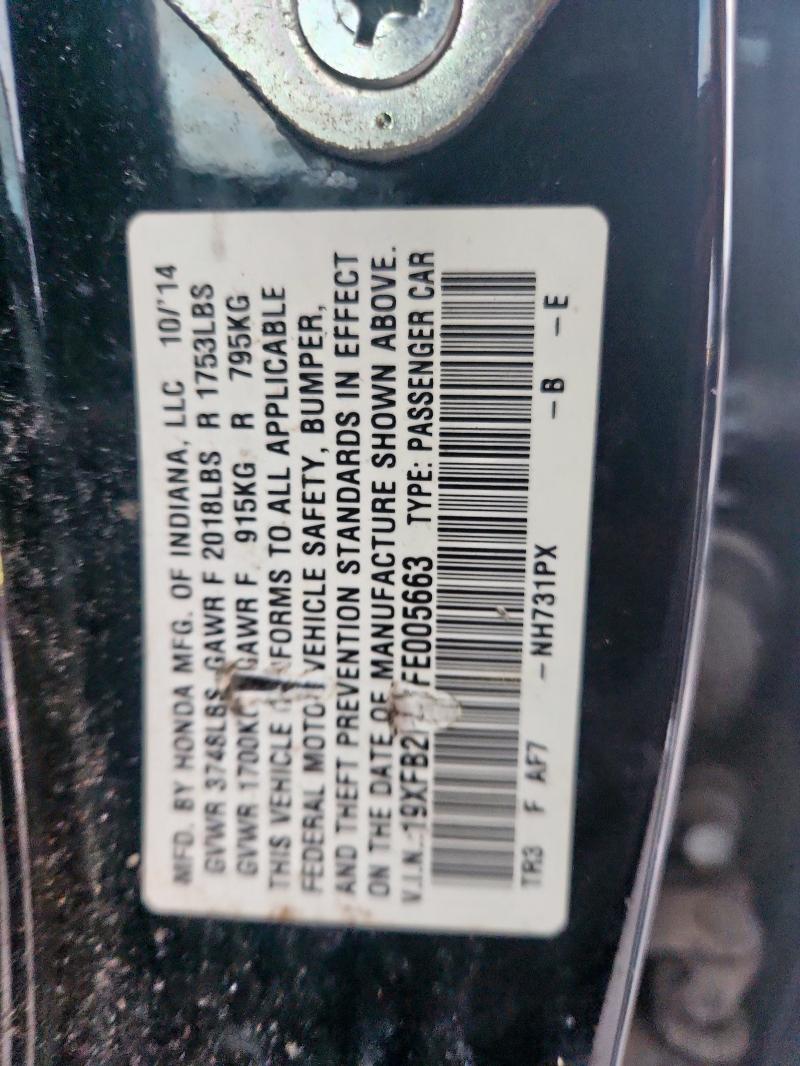 MFD. BY HONDA MFG. OF INDIANA, LLC 10/'14
GVWR 3748LBS GAWR F 2018LBS R 1753LBS
GVWR 1700KG GAWR F 915KG R 795KG
THIS VEHICLE FORMS TO ALL APPLICABLE
FEDERAL MOTO VEHICLE SAFETY, BUMPER,
AND THEFT PREVENTION STANDARDS IN EFFECT
ON THE DATE OF MANUFACTURE SHOWN ABOVE.
V.I.N.: 19XFB2 FE005663 TYPE: PASSENGER CAR
TR3 F AF7 -NH731PX -B -E